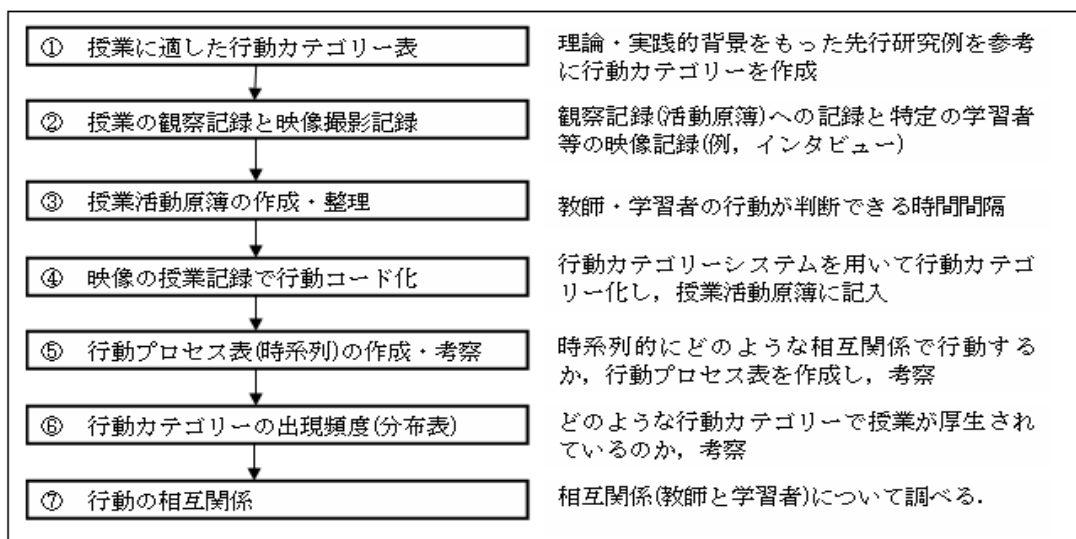 ① 授業に適した行動カテゴリー表
理論・実践的背景をもった先行研究例を参考
に行動カテゴリーを作成
② 授業の観察記録と映像撮影記録
観察記録(活動原簿)への記録と特定の学習者
等の映像記録(例，インタビュー)
③ 授業活動原簿の作成・整理
教師・学習者の行動が判断できる時間間隔
④ 映像の授業記録で行動コード化
行動カテゴリーシステムを用いて行動カテゴ
リー化し，授業活動原簿に記入
⑤ 行動プロセス表(時系列)の作成・考察
時系列的にどのような相互関係で行動する
か，行動プロセス表を作成し，考察
⑥ 行動カテゴリーの出現頻度(分布表)
どのような行動カテゴリーで授業が厚生され
ているのか，考察
⑦ 行動の相互関係
相互関係(教師と学習者)について調べる．